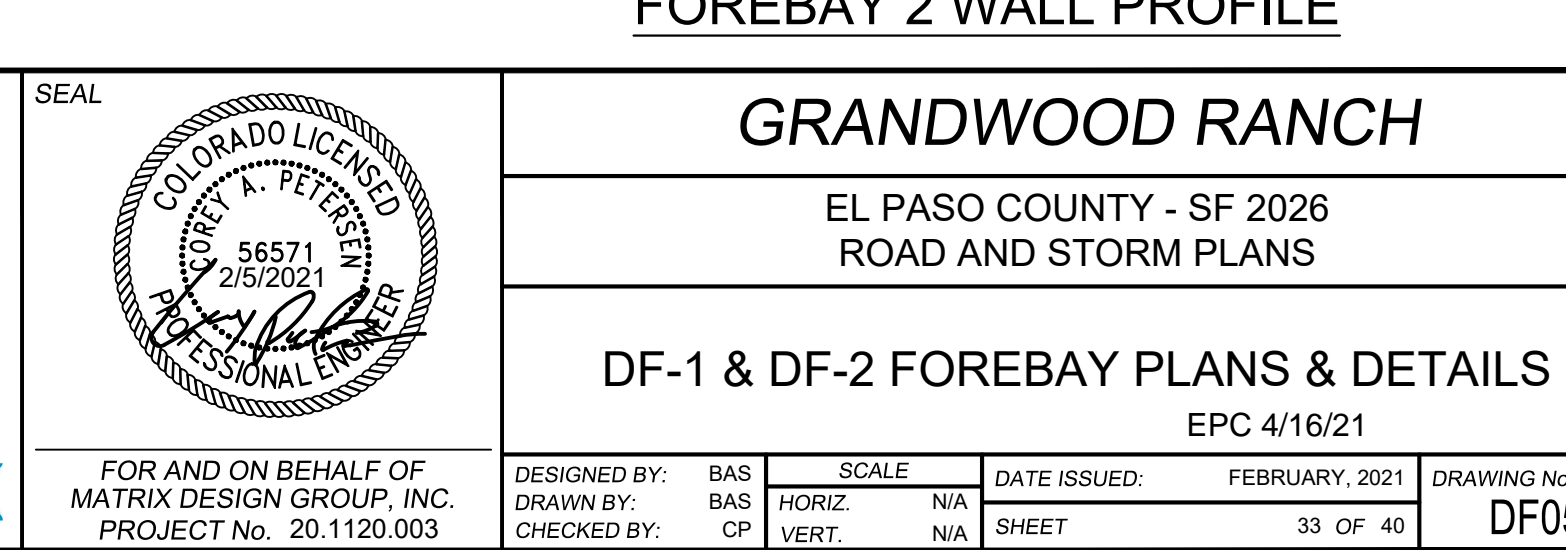 FOREBAY 2 WALL PROFILE
SEAL
COLORADO LICENSED
COREY A. PETERSEN
56571
2/5/2021
PROFESSIONAL ENGINEER
FOR AND ON BEHALF OF
MATRIX DESIGN GROUP, INC.
PROJECT No. 20.1120.003
GRANDWOOD RANCH
EL PASO COUNTY - SF 2026
ROAD AND STORM PLANS
DF-1 & DF-2 FOREBAY PLANS & DETAILS
EPC 4/16/21
DESIGNED BY: BAS
DRAWN BY: BAS
CHECKED BY: CP
SCALE
HORIZ. N/A
VERT. N/A
DATE ISSUED: FEBRUARY, 2021
SHEET 33 OF 40
DRAWING No
DF05